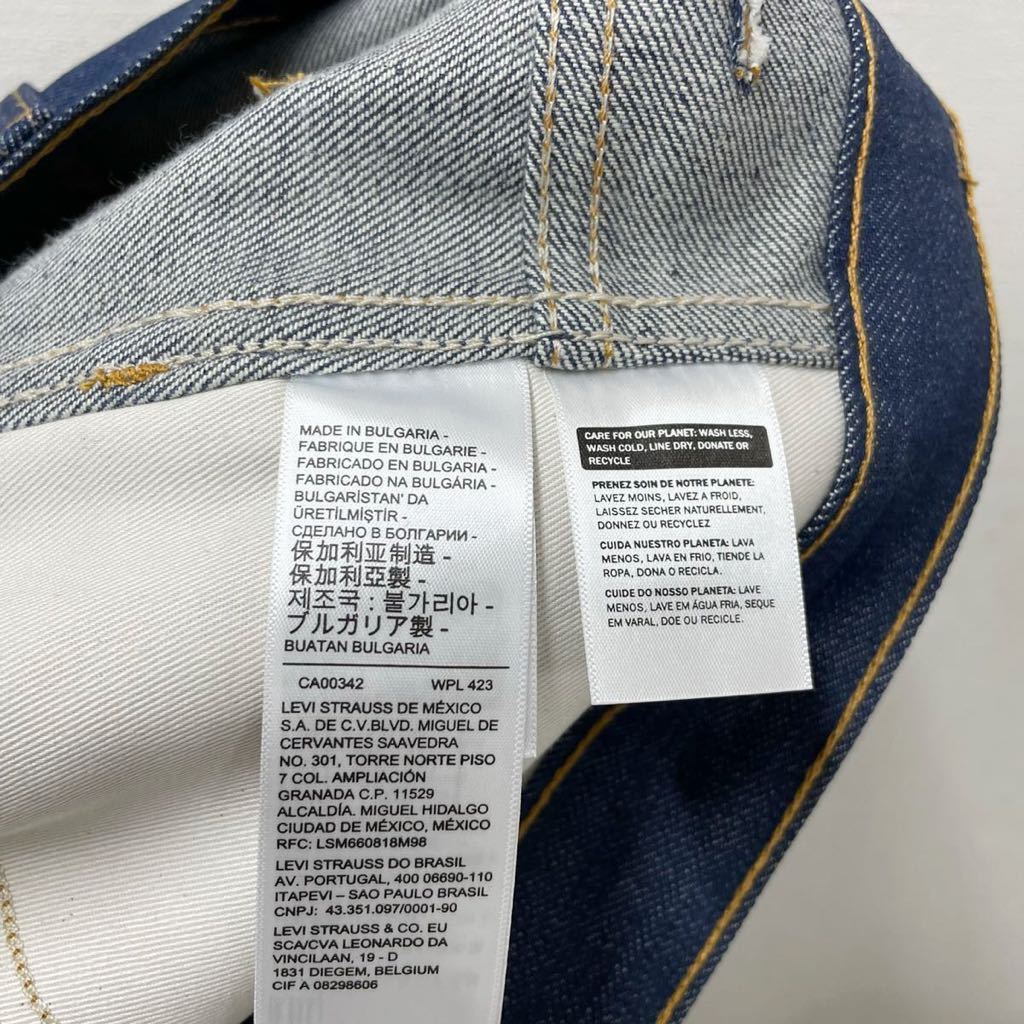 MADE IN BULGARIA -
FABRIQUE EN BULGARIE -
FABRICADO EN BULGARIA -
FABRICADO NA BULGÁRIA -
BULGARİSTAN' DA
ÜRETİLMİŞTİR -
СДЕЛАНО В БОЛГАРИИ -
保加利亚制造 -
保加利亞製 -
제조국 : 불가리아 -
ブルガリア製 -
BUATAN BULGARIA
CA00342 WPL 423
LEVI STRAUSS DE MÉXICO
S.A. DE C.V.BLVD. MIGUEL DE
CERVANTES SAAVEDRA
NO. 301, TORRE NORTE PISO
7 COL. AMPLIACIÓN
GRANADA C.P. 11529
ALCALDÍA. MIGUEL HIDALGO
CIUDAD DE MÉXICO, MÉXICO
RFC: LSM660818M98
LEVI STRAUSS DO BRASIL
AV. PORTUGAL, 400 06690-110
ITAPEVI – SAO PAULO BRASIL
CNPJ: 43.351.097/0001-90
LEVI STRAUSS & CO. EU
SCA/CVA LEONARDO DA
VINCILAAN, 19 - D
1831 DIEGEM, BELGIUM
CIF A 08298606
CARE FOR OUR PLANET: WASH LESS,
WASH COLD, LINE DRY, DONATE OR
RECYCLE
PRENEZ SOIN DE NOTRE PLANETE:
LAVEZ MOINS, LAVEZ A FROID,
LAISSEZ SECHER NATURELLEMENT,
DONNEZ OU RECYCLEZ
CUIDA NUESTRO PLANETA: LAVA
MENOS, LAVA EN FRIO, TIENDE LA
ROPA, DONA O RECICLA.
CUIDE DO NOSSO PLANETA: LAVE
MENOS, LAVE EM ÁGUA FRIA, SEQUE
EM VARAL, DOE OU RECICLE.